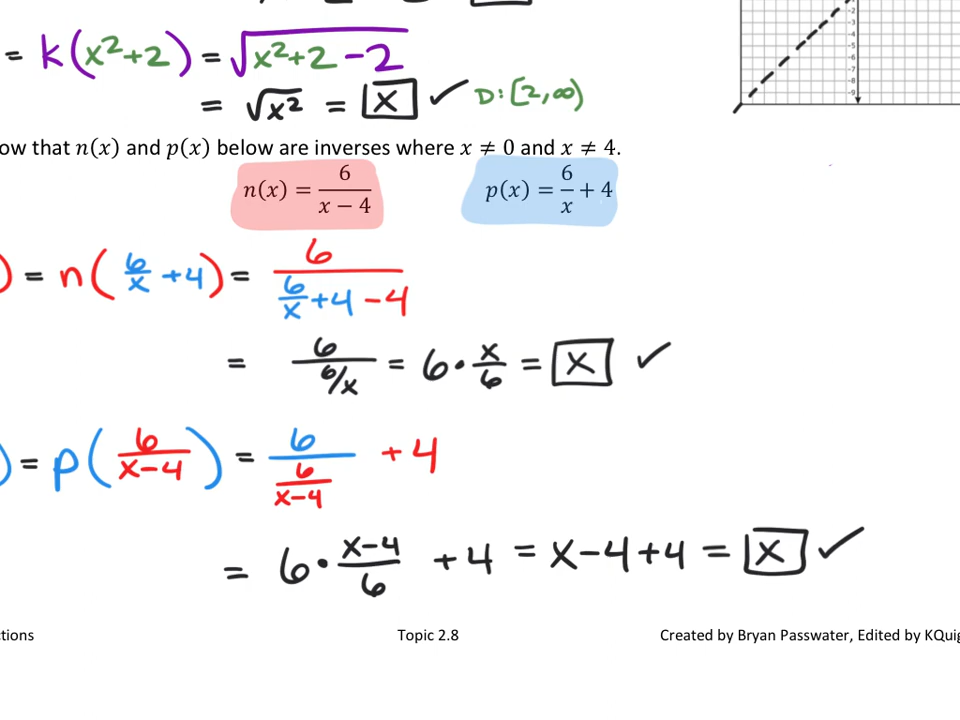 = k(x²+2) = √(x²+2-2)
= √x² = x ✓ D: [2,∞)
ow that n(x) and p(x) below are inverses where x ≠ 0 and x ≠ 4.
n(x) = 6/(x − 4) p(x) = 6/x + 4
) = n(6/x +4) = 6/(6/x +4 -4)
= 6/(6/x) = 6 · x/6 = x ✓
) = p(6/(x-4)) = 6/(6/(x-4)) + 4
= 6 · (x-4)/6 + 4 = x-4+4 = x ✓
tions Topic 2.8 Created by Bryan Passwater, Edited by KQuig